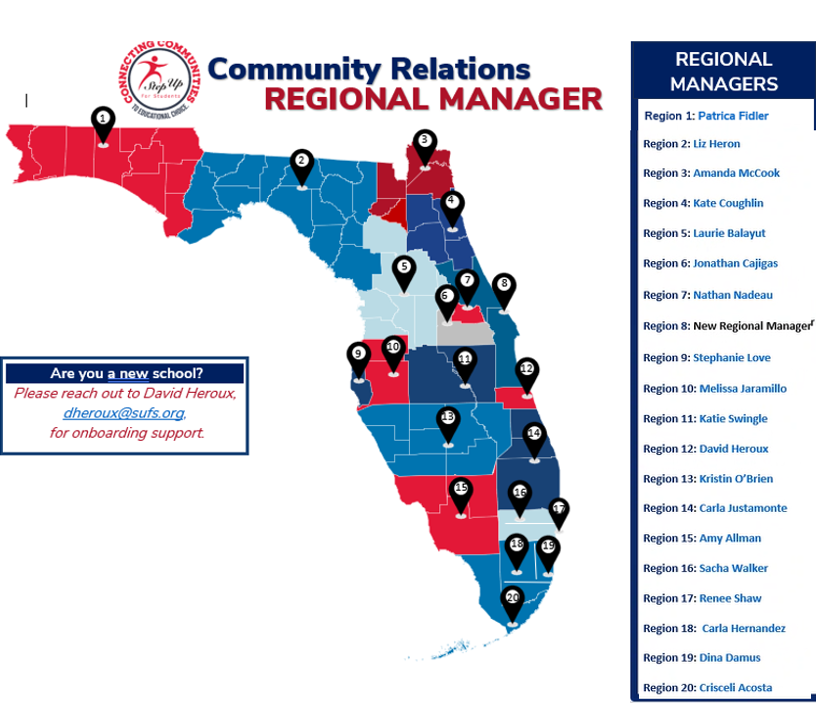 CONNECTING COMMUNITIES
Step Up
For Students
TO EDUCATIONAL CHOICE.
Community Relations
REGIONAL MANAGER
1
2
3
4
5
6
7
8
9
10
11
12
13
14
15
16
17
18
19
20
Are you a new school?
Please reach out to David Heroux,
dheroux@sufs.org,
for onboarding support.
REGIONAL
MANAGERS
Region 1: Patrica Fidler
Region 2: Liz Heron
Region 3: Amanda McCook
Region 4: Kate Coughlin
Region 5: Laurie Balayut
Region 6: Jonathan Cajigas
Region 7: Nathan Nadeau
Region 8: New Regional Manager
Region 9: Stephanie Love
Region 10: Melissa Jaramillo
Region 11: Katie Swingle
Region 12: David Heroux
Region 13: Kristin O'Brien
Region 14: Carla Justamonte
Region 15: Amy Allman
Region 16: Sacha Walker
Region 17: Renee Shaw
Region 18: Carla Hernandez
Region 19: Dina Damus
Region 20: Crisceli Acosta